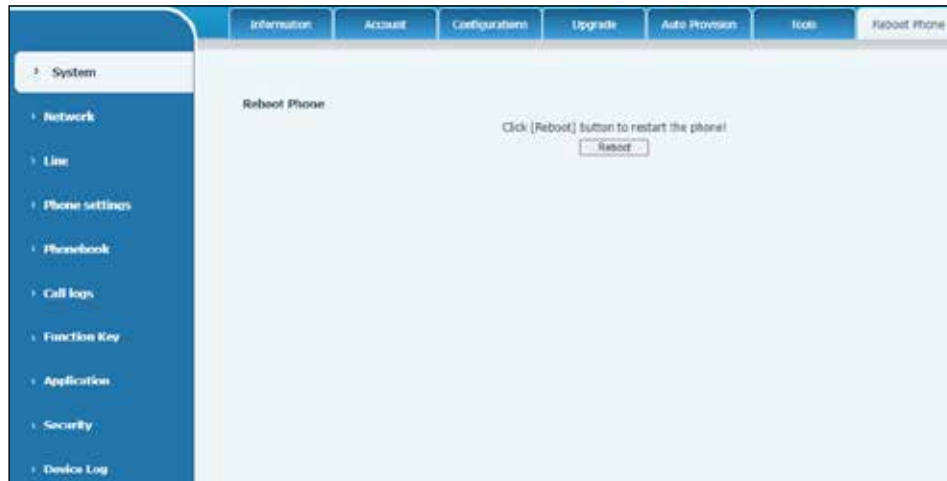 Information
Account
Configurations
Upgrade
Auto Provision
Tools
Reboot Phone
System
Network
Line
Phone settings
Phonebook
Call logs
Function Key
Application
Security
Device Log
Reboot Phone
Click [Reboot] button to restart the phone!
Reboot